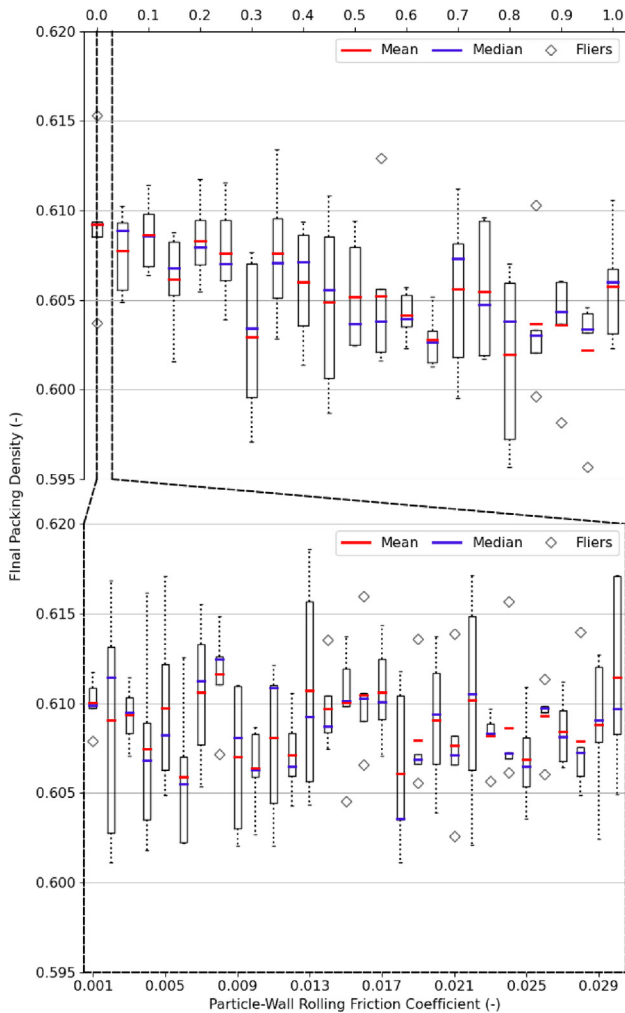 0.0 0.1 0.2 0.3 0.4 0.5 0.6 0.7 0.8 0.9 1.0
0.620
Mean Median Fliers
0.615
0.610
0.605
0.600
0.595
FInal Packing Density (-)
0.620
Mean Median Fliers
0.615
0.610
0.605
0.600
0.595
0.001 0.005 0.009 0.013 0.017 0.021 0.025 0.029
Particle-Wall Rolling Friction Coefficient (-)